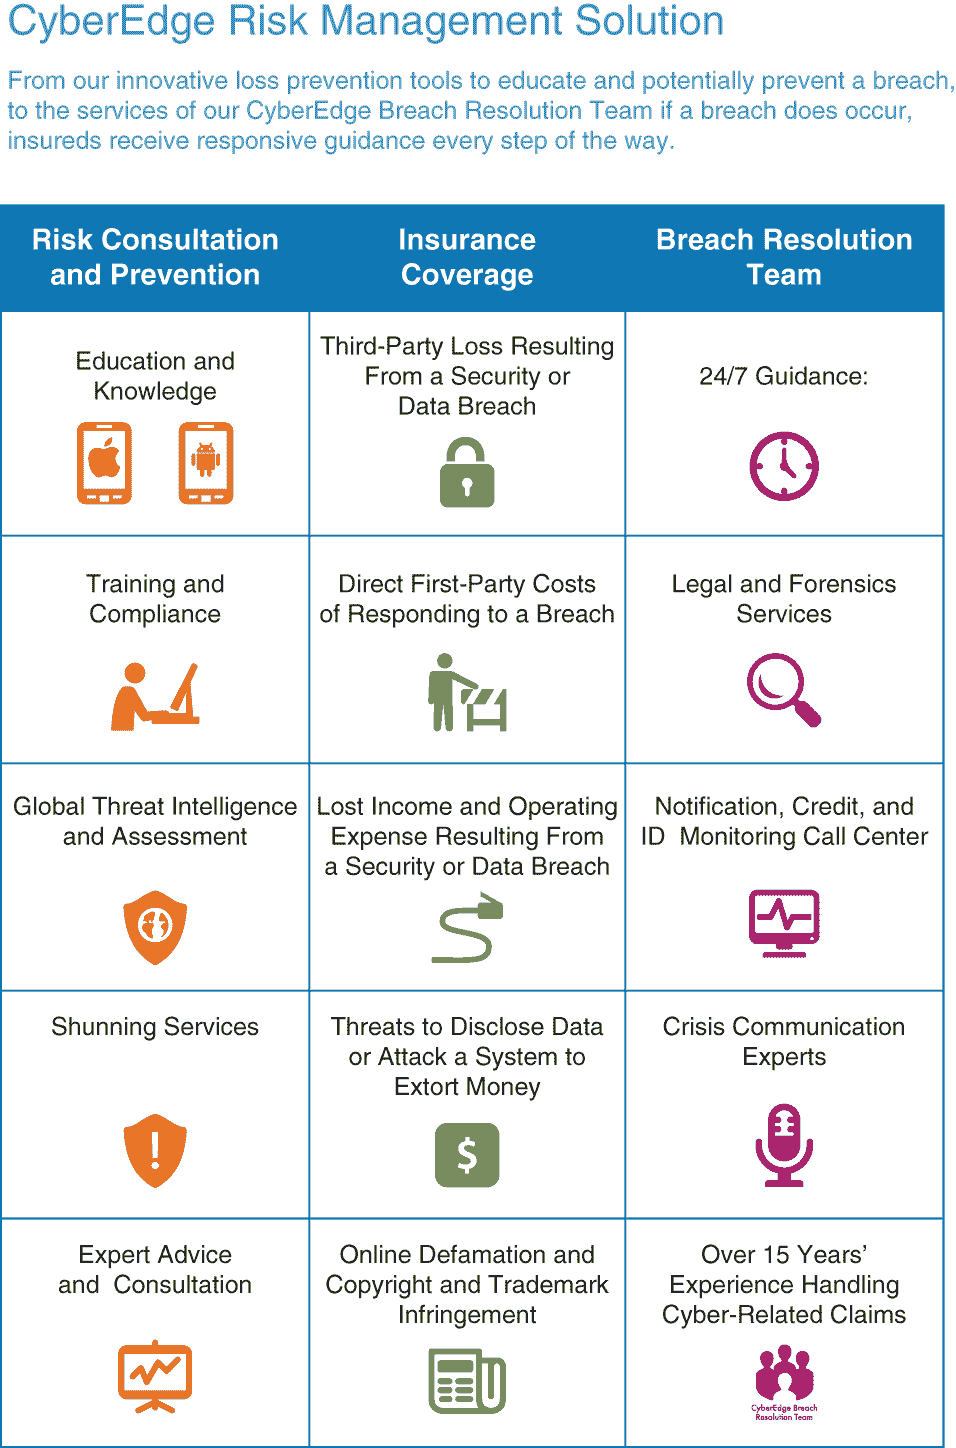 CyberEdge Risk Management Solution
From our innovative loss prevention tools to educate and potentially prevent a breach,
to the services of our CyberEdge Breach Resolution Team if a breach does occur,
insureds receive responsive guidance every step of the way.
Risk Consultation
and Prevention
Insurance
Coverage
Breach Resolution
Team
Education and
Knowledge
Third-Party Loss Resulting
From a Security or
Data Breach
24/7 Guidance:
Training and
Compliance
Direct First-Party Costs
of Responding to a Breach
Legal and Forensics
Services
Global Threat Intelligence
and Assessment
Lost Income and Operating
Expense Resulting From
a Security or Data Breach
Notification, Credit, and
ID Monitoring Call Center
Shunning Services
!
Threats to Disclose Data
or Attack a System to
Extort Money
$
Crisis Communication
Experts
Expert Advice
and Consultation
Online Defamation and
Copyright and Trademark
Infringement
Over 15 Years’
Experience Handling
Cyber-Related Claims
CyberEdge Breach
Resolution Team